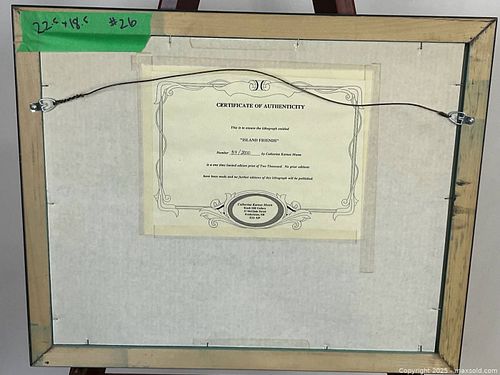 22.5 x 18.5 #26
CERTIFICATE OF AUTHENTICITY
This is to ensure the lithograph entitled
"ISLAND FRIENDS"
Number /2000 by Catherine Karnes Munn
is a one time limited edition print of Two Thousand. No prior editions
have been made and no further editions of this lithograph will be published.
Catherine Karnes Munn
Copyright 2025 - maxsold.com